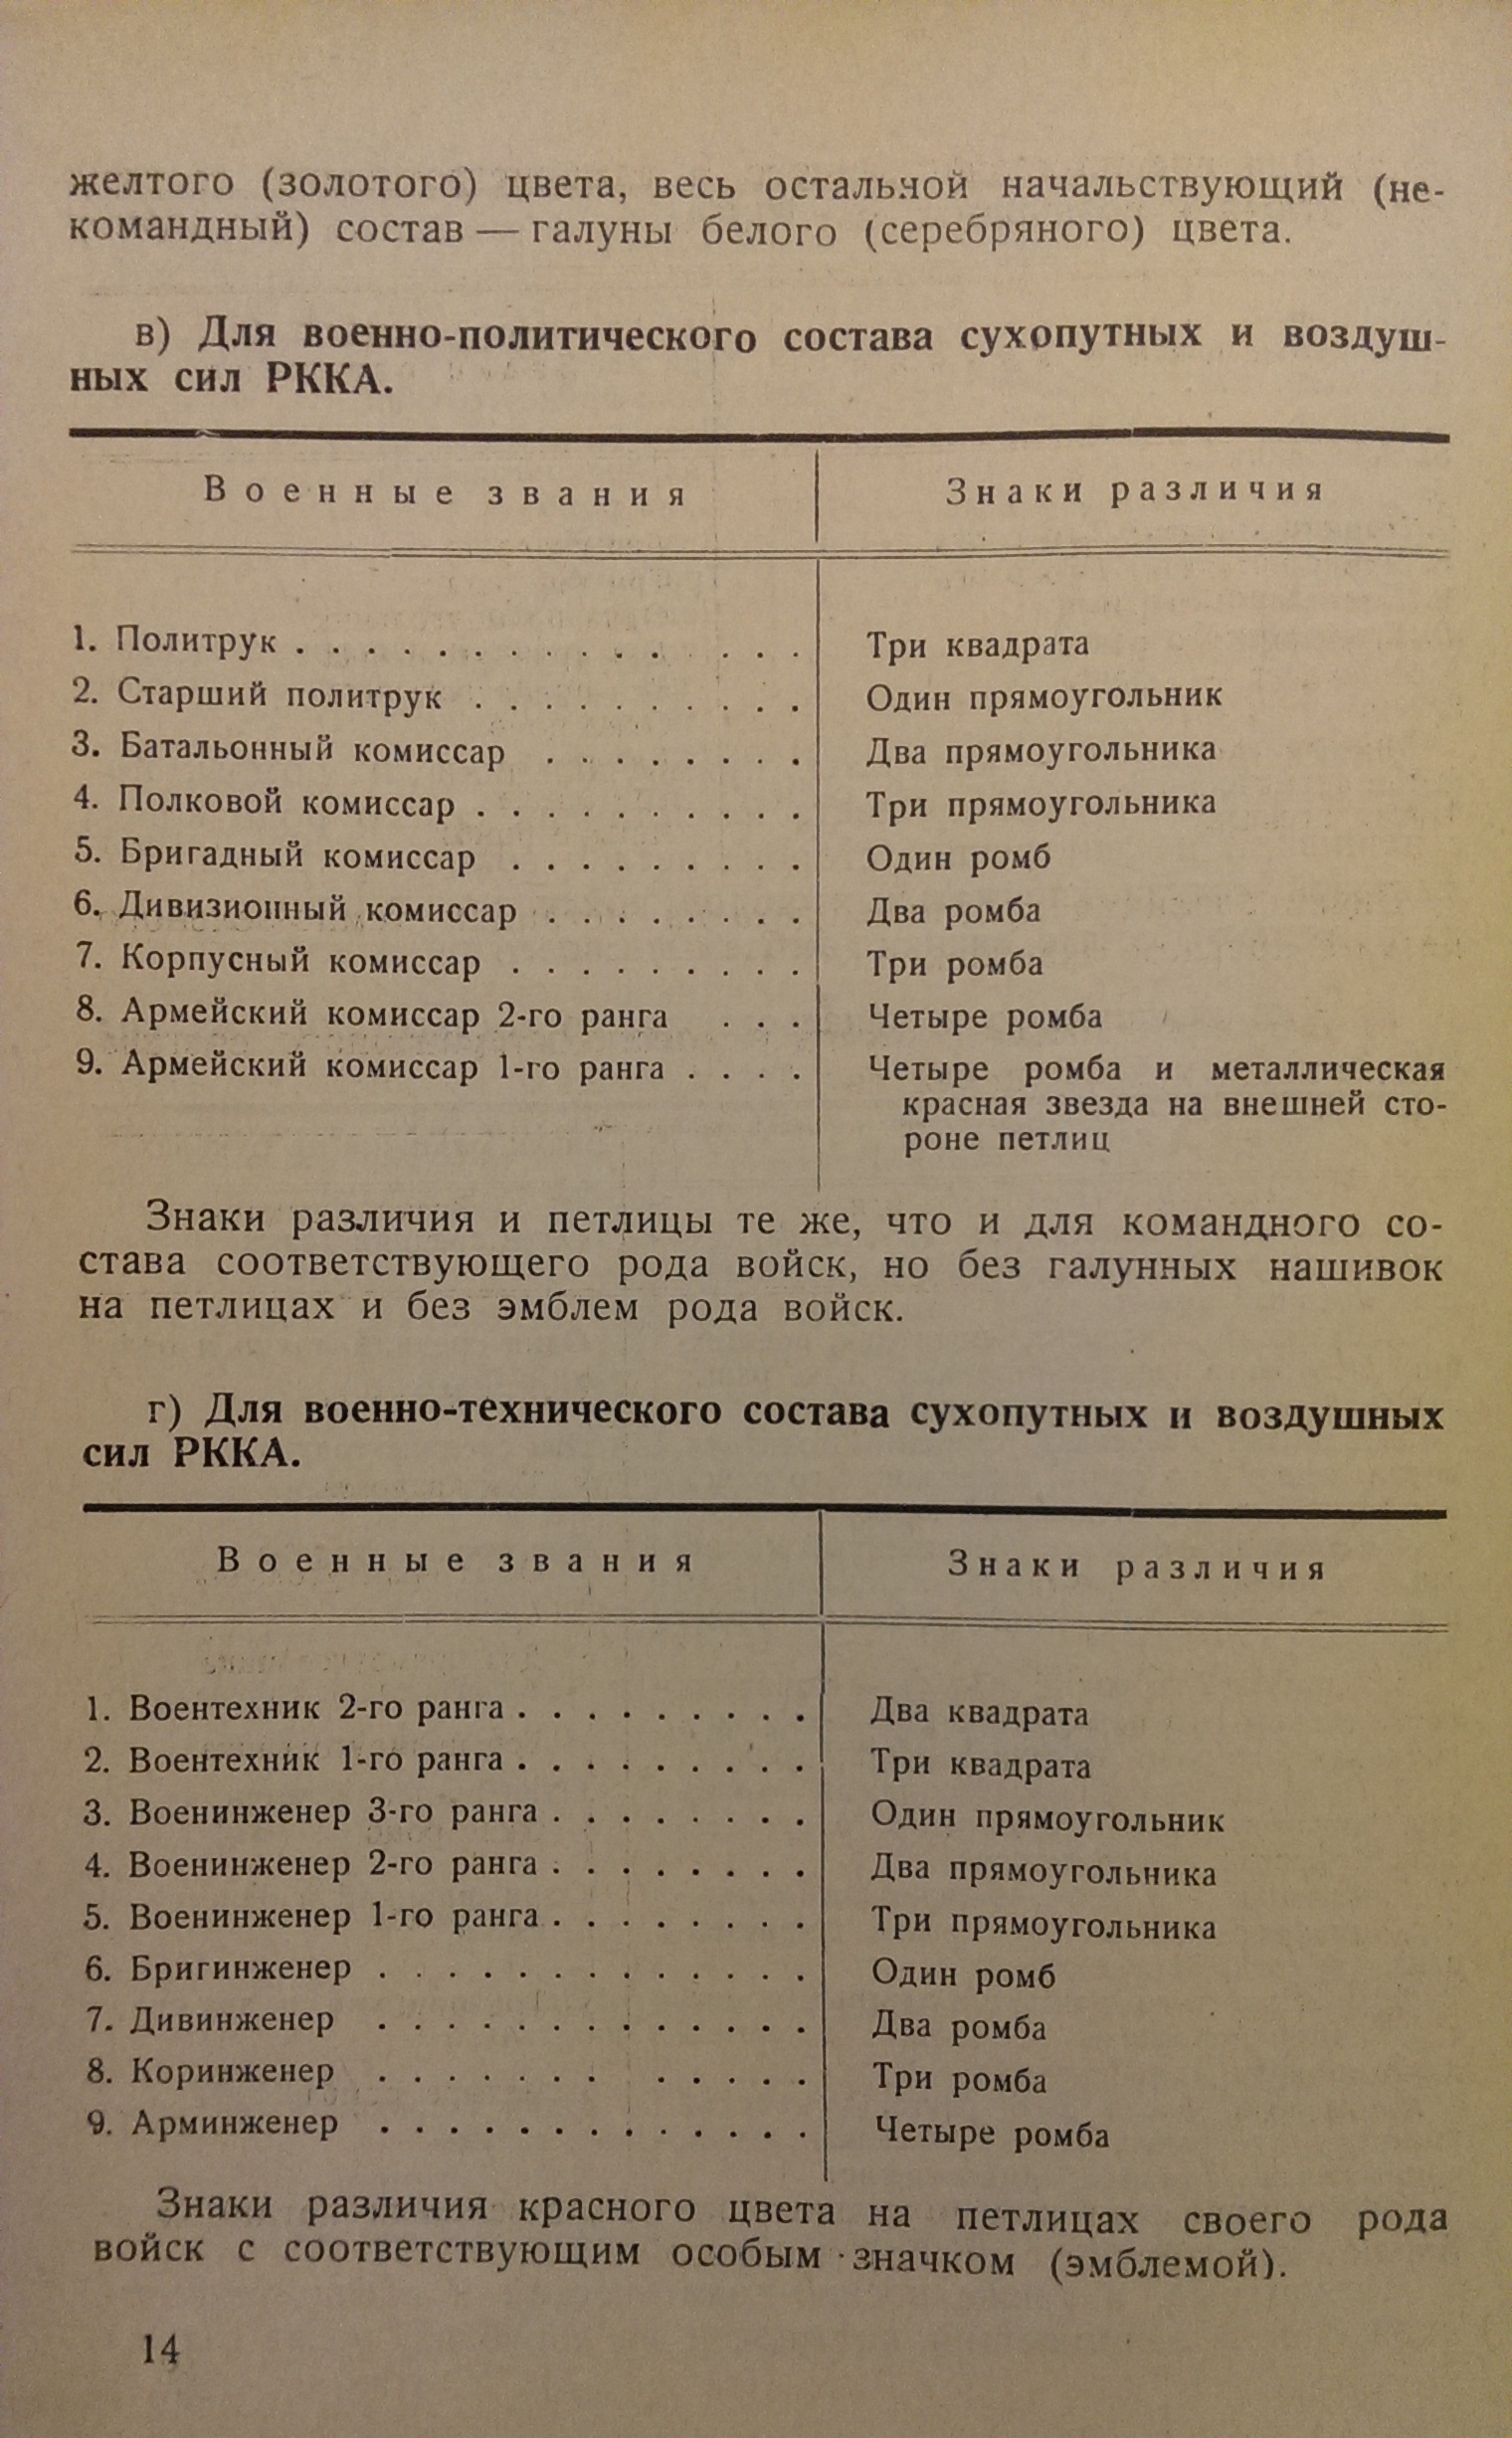 желтого (золотого) цвета, весь остальной начальствующий (не-
командный) состав — галуны белого (серебряного) цвета.
в) Для военно-политического состава сухопутных и воздуш-
ных сил РККА.
Военные звания Знаки различия
1. Политрук . . . . . . . . . . . . . . Три квадрата
2. Старший политрук . . . . . . . . . . Один прямоугольник
3. Батальонный комиссар . . . . . . . . Два прямоугольника
4. Полковой комиссар . . . . . . . . . . Три прямоугольника
5. Бригадный комиссар . . . . . . . . . Один ромб
6. Дивизионный комиссар . . . . . . . . Два ромба
7. Корпусный комиссар . . . . . . . . . Три ромба
8. Армейский комиссар 2-го ранга . . . Четыре ромба
9. Армейский комиссар 1-го ранга . . . . Четыре ромба и металлическая
красная звезда на внешней сто-
роне петлиц
Знаки различия и петлицы те же, что и для командного со-
става соответствующего рода войск, но без галунных нашивок
на петлицах и без эмблем рода войск.
г) Для военно-технического состава сухопутных и воздушных
сил РККА.
Военные звания Знаки различия
1. Воентехник 2-го ранга . . . . . . . . . Два квадрата
2. Воентехник 1-го ранга . . . . . . . . . Три квадрата
3. Военинженер 3-го ранга . . . . . . . . Один прямоугольник
4. Военинженер 2-го ранга . . . . . . . . Два прямоугольника
5. Военинженер 1-го ранга . . . . . . . . Три прямоугольника
6. Бригинженер . . . . . . . . . . . . . Один ромб
7. Дивинженер . . . . . . . . . . . . . Два ромба
8. Коринженер . . . . . . . . . . . . Три ромба
9. Арминженер . . . . . . . . . . . . . Четыре ромба
Знаки различия красного цвета на петлицах своего рода
войск с соответствующим особым значком (эмблемой).
14